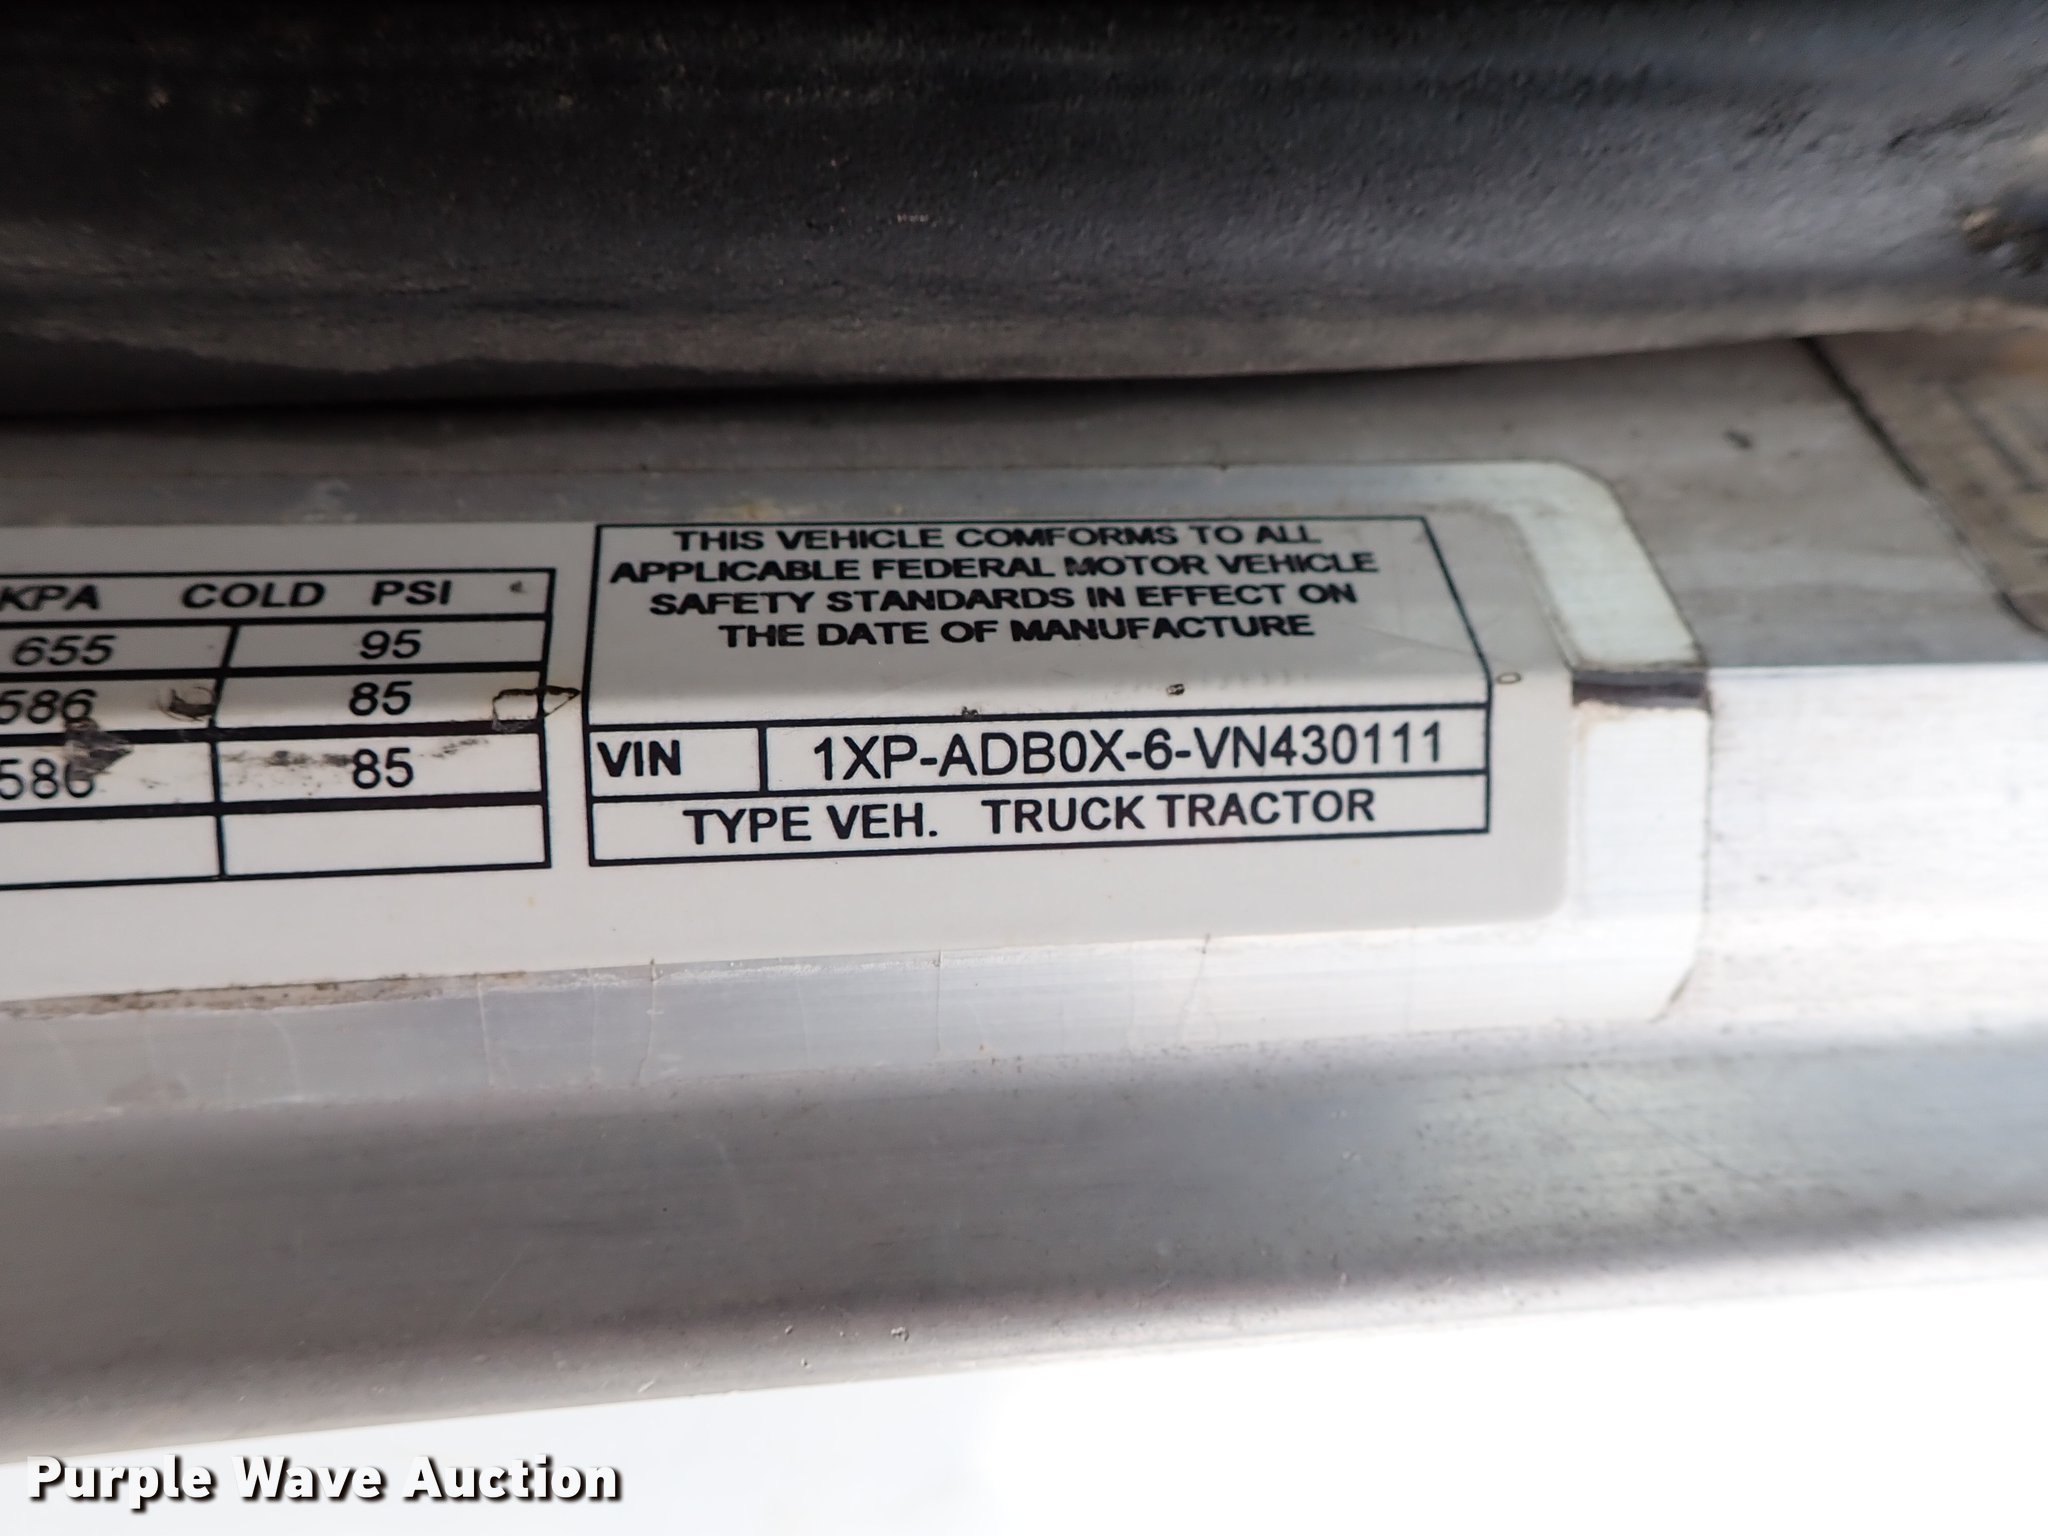 KPA COLD PSI
655 95
586 85
586 85
THIS VEHICLE COMFORMS TO ALL
APPLICABLE FEDERAL MOTOR VEHICLE
SAFETY STANDARDS IN EFFECT ON
THE DATE OF MANUFACTURE
VIN 1XP-ADB0X-6-VN430111
TYPE VEH. TRUCK TRACTOR
Purple Wave Auction